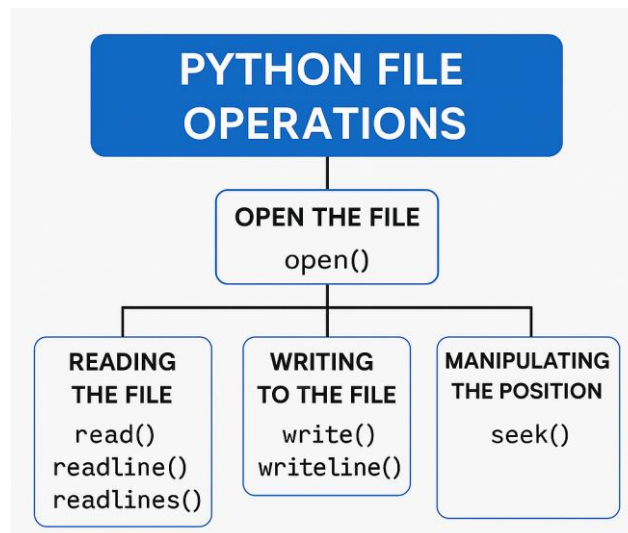 PYTHON FILE
OPERATIONS
OPEN THE FILE
open()
READING
THE FILE
read()
readline()
readlines()
WRITING
TO THE FILE
write()
writeline()
MANIPULATING
THE POSITION
seek()